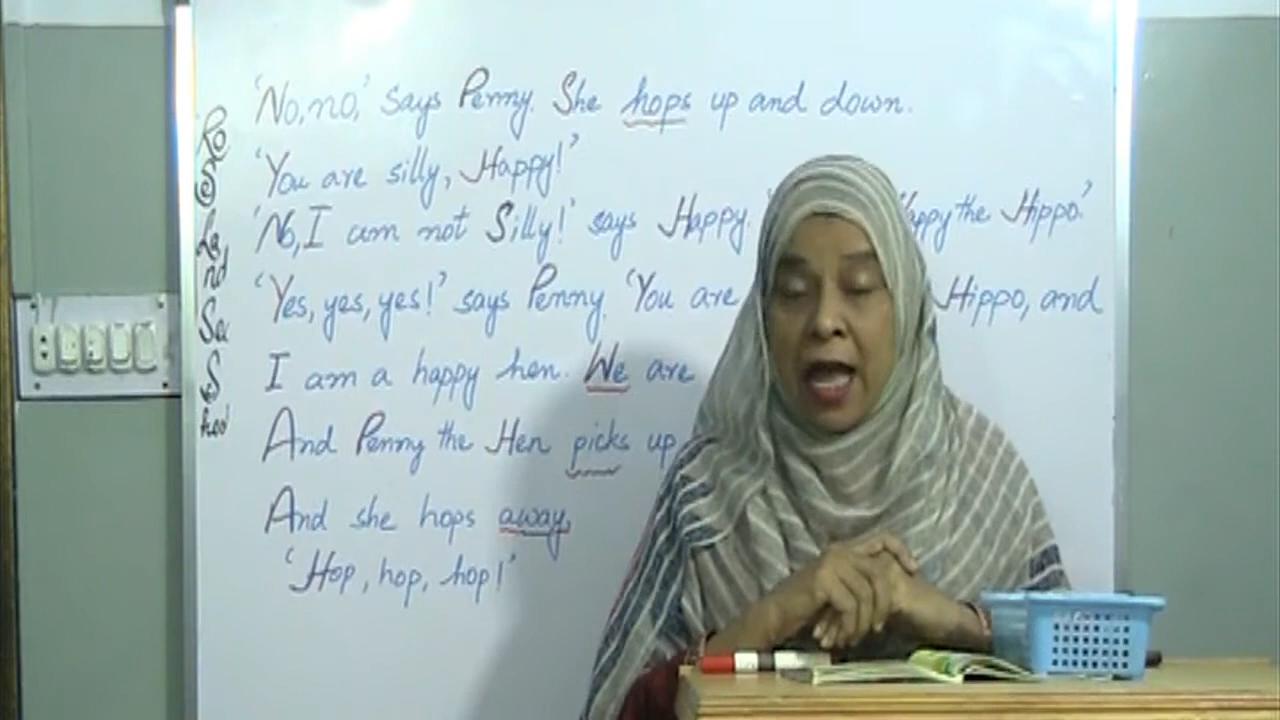 'No, no,' says Penny. She hops up and down.
'You are silly, Happy!'
'No, I am not Silly!' says Happy. Happy the Hippo.'
'Yes, yes, yes!' says Penny. 'You are Hippo, and
I am a happy hen. We are
And Penny the Hen picks up
And she hops away,
'Hop, hop, hop!'